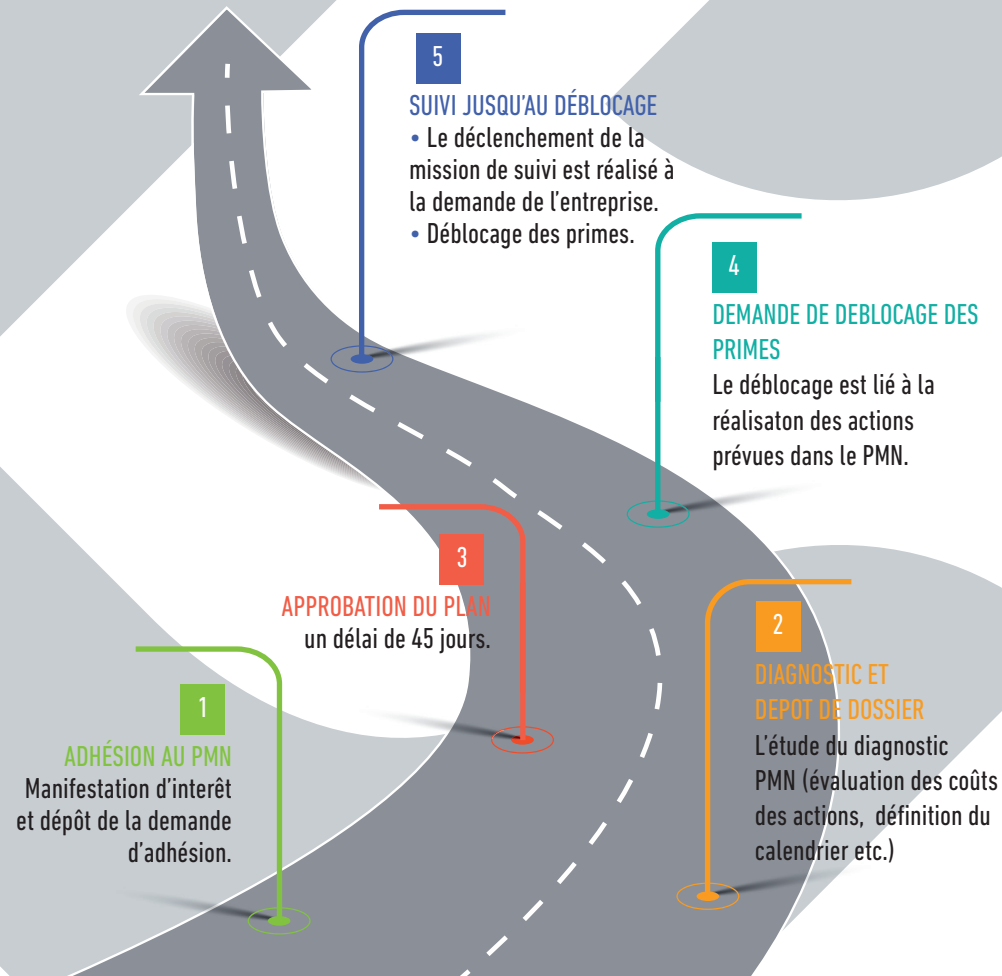 5
SUIVI JUSQU'AU DÉBLOCAGE
• Le déclenchement de la
mission de suivi est réalisé à
la demande de l'entreprise.
• Déblocage des primes.
4
DEMANDE DE DEBLOCAGE DES
PRIMES
Le déblocage est lié à la
réalisaton des actions
prévues dans le PMN.
3
APPROBATION DU PLAN
un délai de 45 jours.
2
DIAGNOSTIC ET
DEPOT DE DOSSIER
L'étude du diagnostic
PMN (évaluation des coûts
des actions, définition du
calendrier etc.)
1
ADHÉSION AU PMN
Manifestation d'interêt
et dépôt de la demande
d'adhésion.